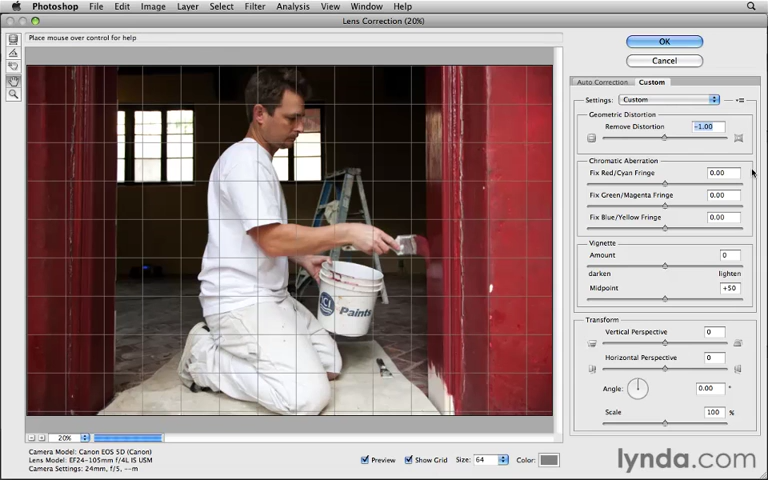 Photoshop File Edit Image Layer Select Filter Analysis View Window Help
Lens Correction (20%)
Place mouse over control for help
OK
Cancel
Auto Correction Custom
Settings: Custom
Geometric Distortion
Remove Distortion -1.00
Chromatic Aberration
Fix Red/Cyan Fringe 0.00
Fix Green/Magenta Fringe 0.00
Fix Blue/Yellow Fringe 0.00
Vignette
Amount 0
darken lighten
Midpoint +50
Transform
Vertical Perspective 0
Horizontal Perspective 0
Angle: 0.00 °
Scale 100 %
ICI Paints
20%
Camera Model: Canon EOS 5D (Canon)
Lens Model: EF24-105mm f/4L IS USM
Camera Settings: 24mm, f/5, --m
Preview Show Grid Size: 64 Color:
lynda.com